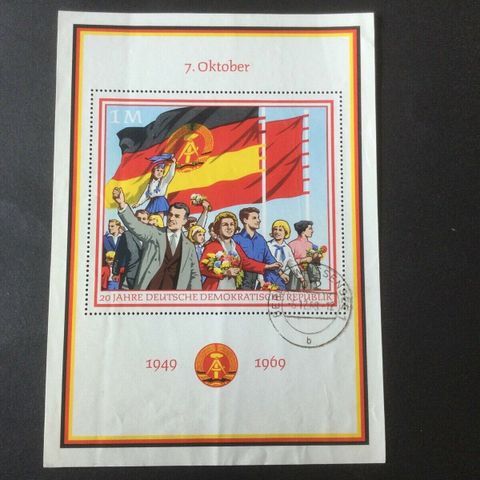 7. Oktober
1 M
20 JAHRE DEUTSCHE DEMOKRATISCHE REPUBLIK
1949 1969
b